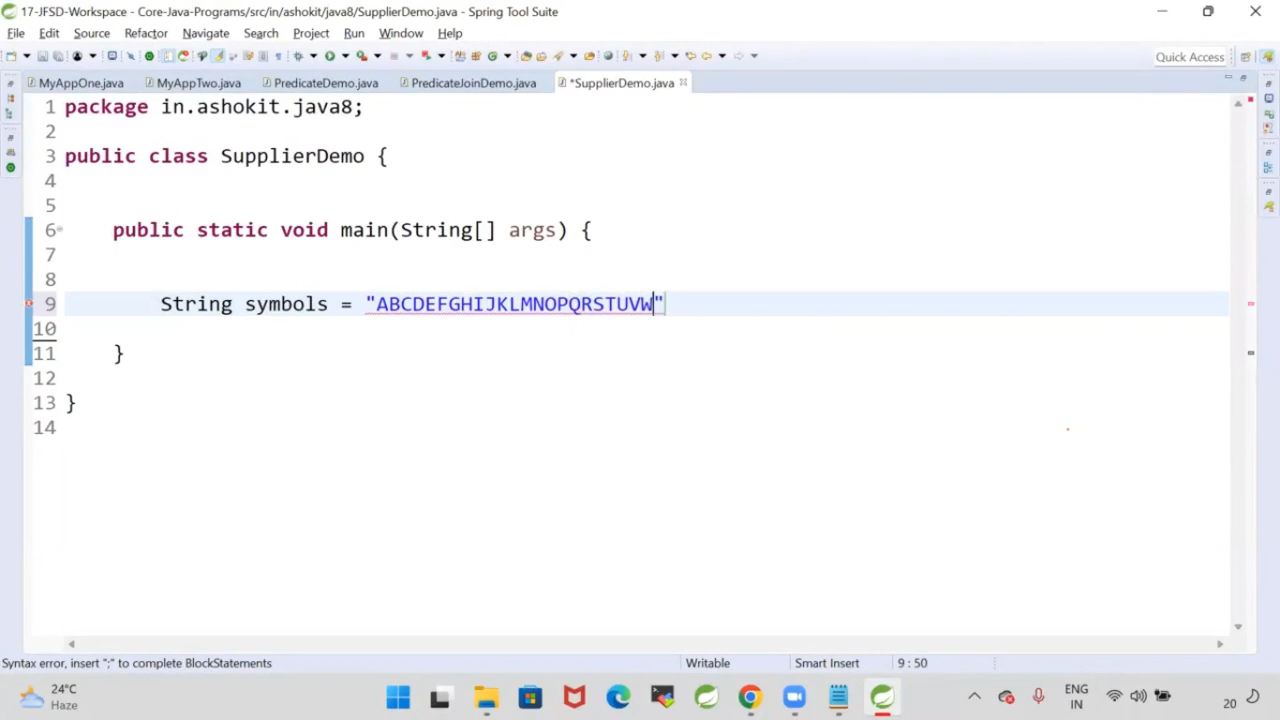 17-JFSD-Workspace - Core-Java-Programs/src/in/ashokit/java8/SupplierDemo.java - Spring Tool Suite
File Edit Source Refactor Navigate Search Project Run Window Help
Quick Access
MyAppOne.java MyAppTwo.java PredicateDemo.java PredicateJoinDemo.java *SupplierDemo.java
1 package in.ashokit.java8;
2
3 public class SupplierDemo {
4
5
6 public static void main(String[] args) {
7
8
9 String symbols = "ABCDEFGHIJKLMNOPQRSTUVW"
10
11 }
12
13 }
14
Syntax error, insert ";" to complete BlockStatements Writable Smart Insert 9 : 50
24°C
Haze
ENG
IN
20